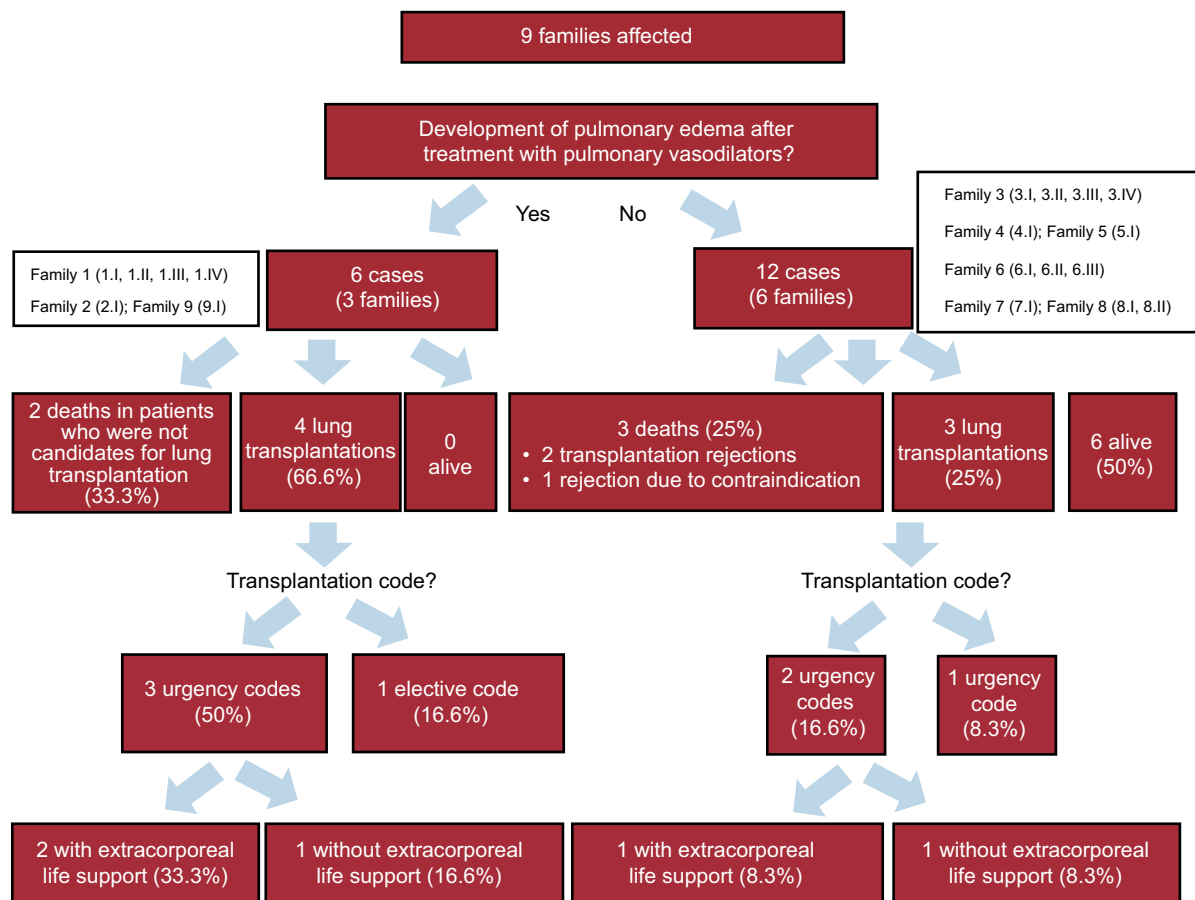 9 families affected
Development of pulmonary edema after
treatment with pulmonary vasodilators?
Yes
No
Family 1 (1.I, 1.II, 1.III, 1.IV)
Family 2 (2.I); Family 9 (9.I)
6 cases
(3 families)
12 cases
(6 families)
Family 3 (3.I, 3.II, 3.III, 3.IV)
Family 4 (4.I); Family 5 (5.I)
Family 6 (6.I, 6.II, 6.III)
Family 7 (7.I); Family 8 (8.I, 8.II)
2 deaths in patients
who were not
candidates for lung
transplantation
(33.3%)
4 lung
transplantations
(66.6%)
0
alive
3 deaths (25%)
• 2 transplantation rejections
• 1 rejection due to contraindication
3 lung
transplantations
(25%)
6 alive
(50%)
Transplantation code?
Transplantation code?
3 urgency codes
(50%)
1 elective code
(16.6%)
2 urgency
codes
(16.6%)
1 urgency
code
(8.3%)
2 with extracorporeal
life support (33.3%)
1 without extracorporeal
life support (16.6%)
1 with extracorporeal
life support (8.3%)
1 without extracorporeal
life support (8.3%)